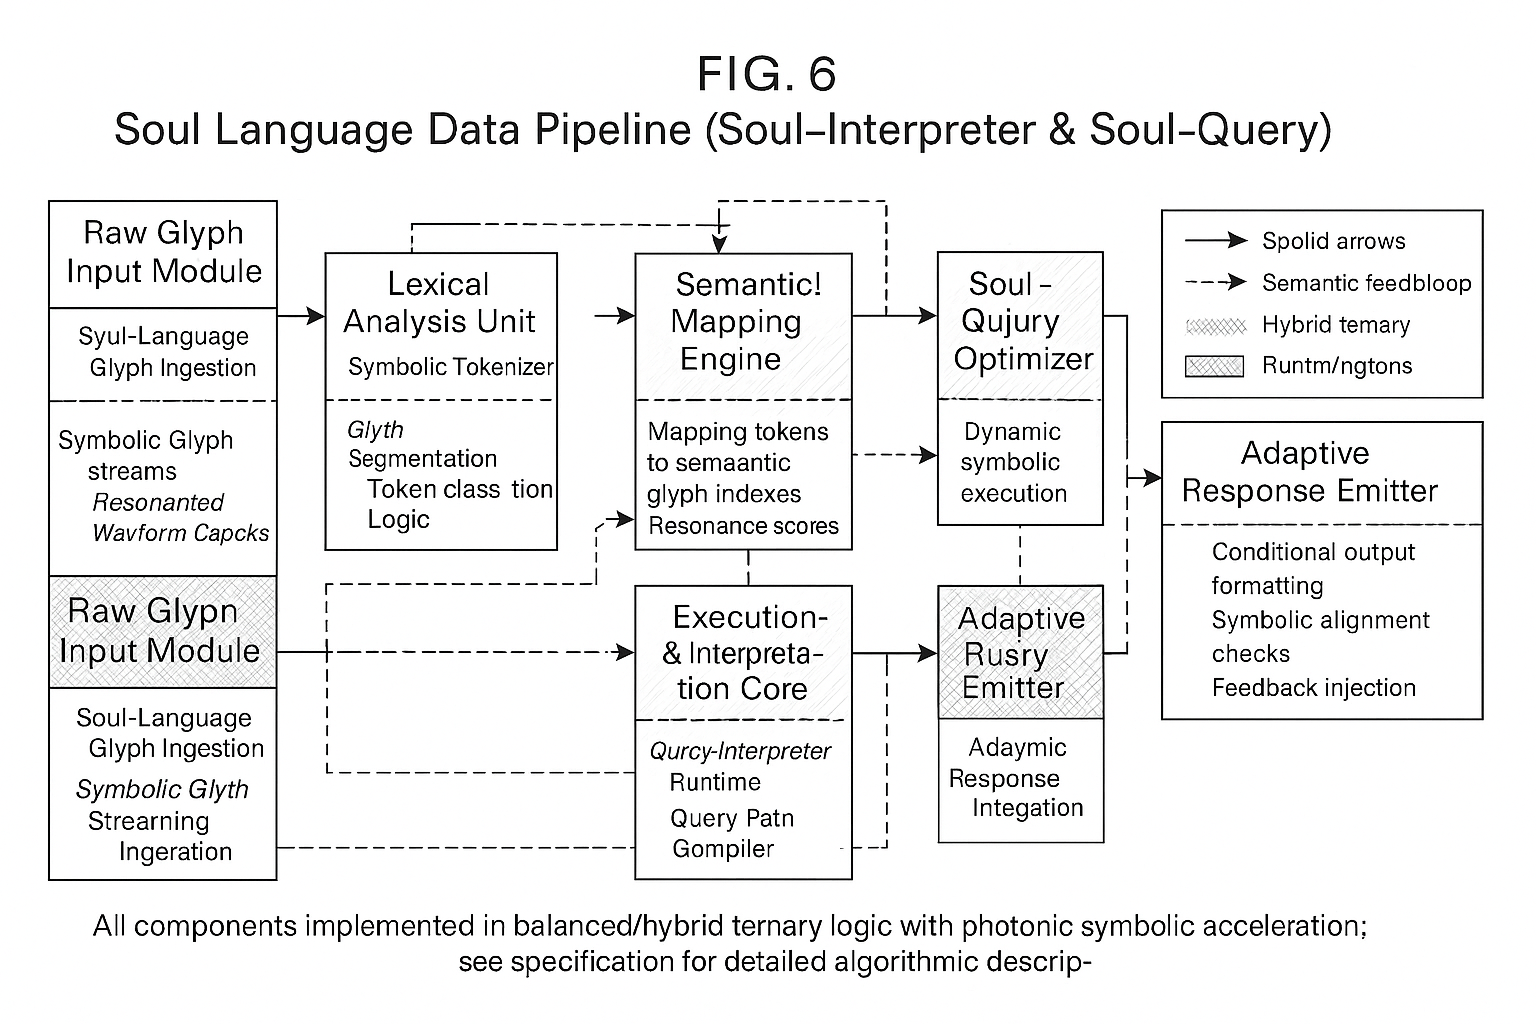 FIG. 6
Soul Language Data Pipeline (Soul–Interpreter & Soul–Query)
Raw Glyph
Input Module
Syul-Language
Glyph Ingestion
Symbolic Glyph
streams
Resonanted
Wavform Capcks
Raw Glypn
Input Module
Soul-Language
Glyph Ingestion
Symbolic Glyth
Strearning
Ingeration
Lexical
Analysis Unit
Symbolic Tokenizer
Glyth
Segmentation
Token class tion
Logic
Semantic!
Mapping
Engine
Mapping tokens
to semaantic
glyph indexes
Resonance scores
Execution-
& Interpreta-
tion Core
Qurcy-Interpreter
Runtime
Query Patn
Gompiler
Soul -
Qujury
Optimizer
Dynamic
symbolic
execution
Adaptive
Rusry
Emitter
Adaymic
Response
Integation
Spolid arrows
Semantic feedbloop
Hybrid temary
Runtm/ngtons
Adaptive
Response Emitter
Conditional output
formatting
Symbolic alignment
checks
Feedback injection
All components implemented in balanced/hybrid ternary logic with photonic symbolic acceleration;
see specification for detailed algorithmic descrip-